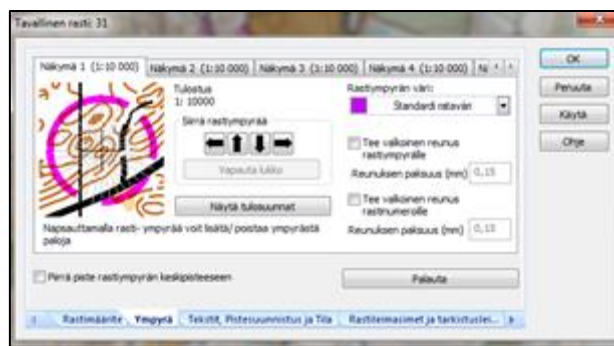 Tavallinen rasti: 31
Näkymä 1 (1:10 000) Näkymä 2 (1:10 000) Näkymä 3 (1:10 000) Näkymä 4 (1:10 000) Nä
Tulostus
1: 10000
Siirrä rastiympyrää
Vapauta lukko
Näytä tulosuunnat
Napsauttamalla rasti- ympyrää voit lisätä/ poistaa ympyrästä
paloja
Rastiympyrän väri:
Standardi rataväri
Tee valkoinen reunus
rastiympyrälle
Reunuksen paksuus (mm) 0,15
Tee valkoinen reunus
rastinumeroille
Reunuksen paksuus (mm) 0,15
Piirrä piste rastiympyrän keskipisteeseen
Palauta
Rastimäärite Ympyrä Tekstit, Pistesuunnistus ja Tila Rastileimasimet ja tarkistuslei...
OK
Peruuta
Käytä
Ohje